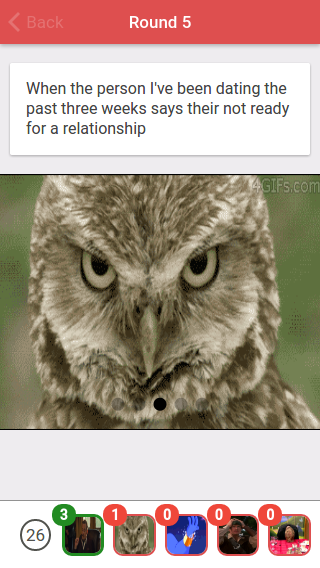 Back
Round 5
When the person I've been dating the
past three weeks says their not ready
for a relationship
4GIFs.com
26
3
1
0
0
0